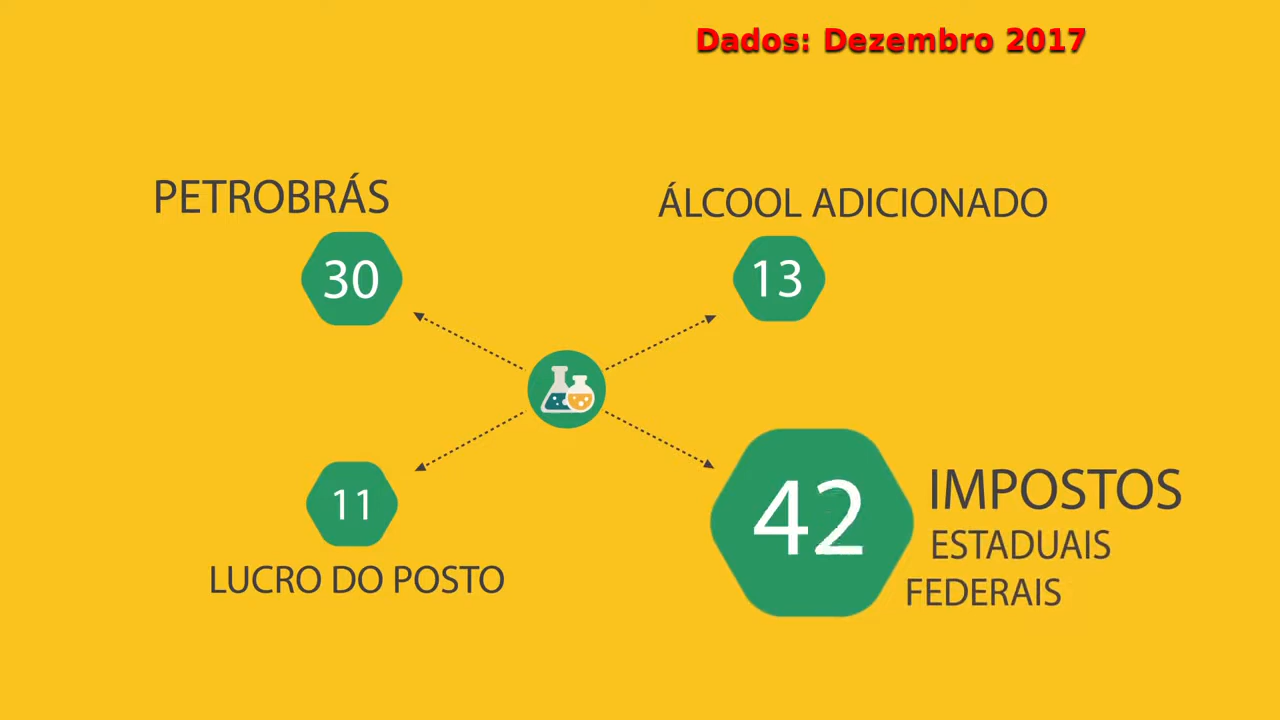 Dados: Dezembro 2017
PETROBRÁS
ÁLCOOL ADICIONADO
30
13
11
42
IMPOSTOS
ESTADUAIS
FEDERAIS
LUCRO DO POSTO